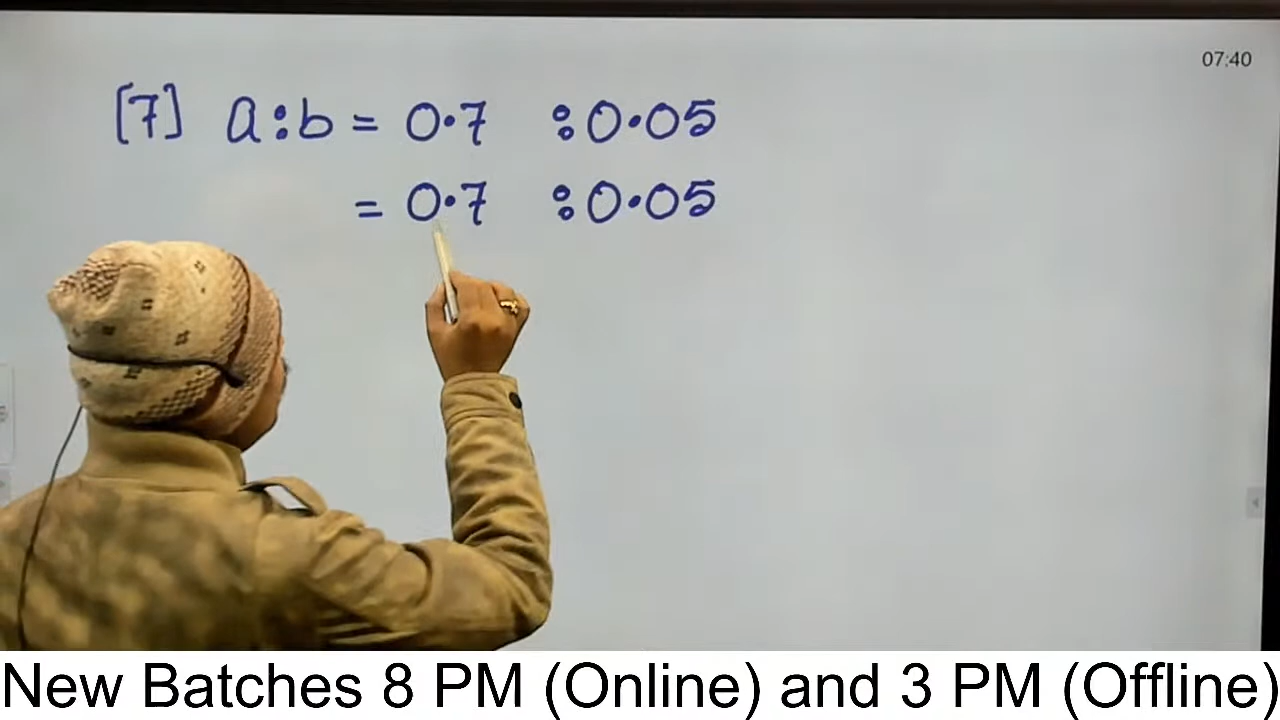 07:40
[7] a:b = 0.7 : 0.05
= 0.7 : 0.05
New Batches 8 PM (Online) and 3 PM (Offline)